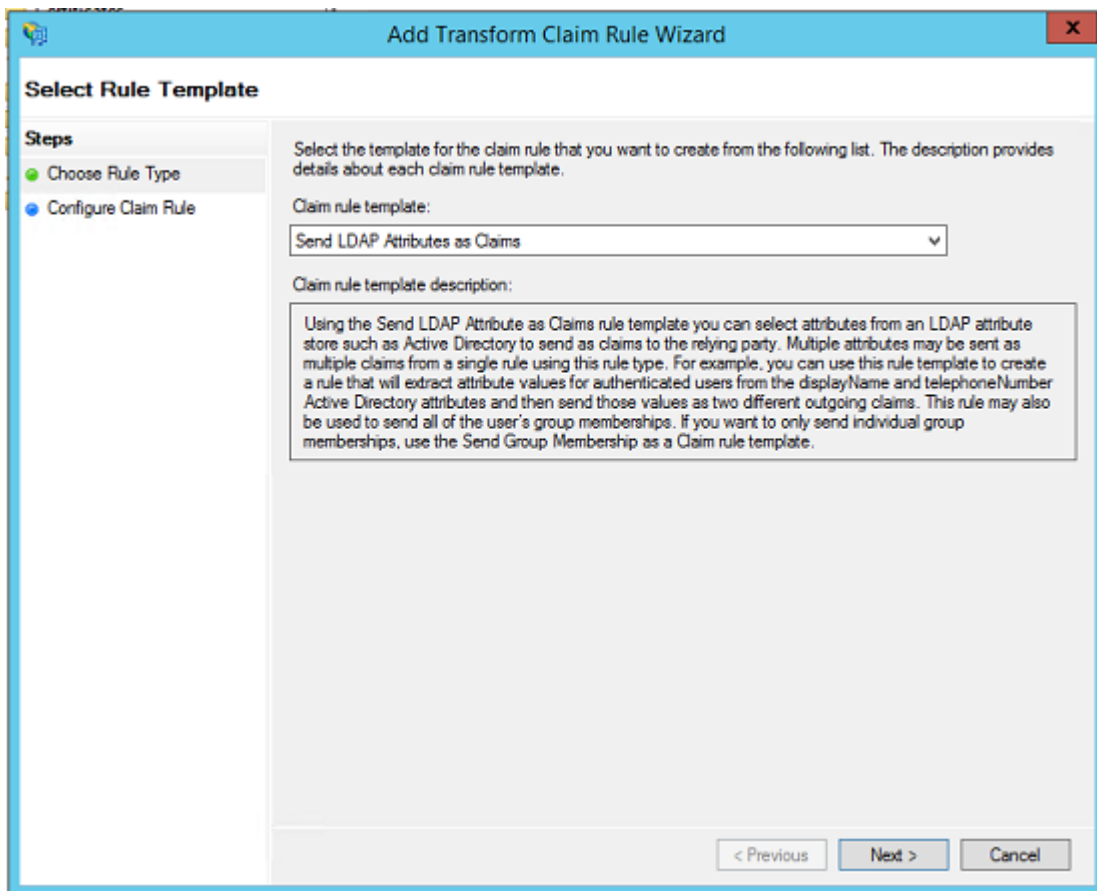 Add Transform Claim Rule Wizard
x
Select Rule Template
Steps
Choose Rule Type
Configure Claim Rule
Select the template for the claim rule that you want to create from the following list. The description provides
details about each claim rule template.
Claim rule template:
Send LDAP Attributes as Claims
Claim rule template description:
Using the Send LDAP Attribute as Claims rule template you can select attributes from an LDAP attribute
store such as Active Directory to send as claims to the relying party. Multiple attributes may be sent as
multiple claims from a single rule using this rule type. For example, you can use this rule template to create
a rule that will extract attribute values for authenticated users from the displayName and telephoneNumber
Active Directory attributes and then send those values as two different outgoing claims. This rule may also
be used to send all of the user's group memberships. If you want to only send individual group
memberships, use the Send Group Membership as a Claim rule template.
< Previous
Next >
Cancel